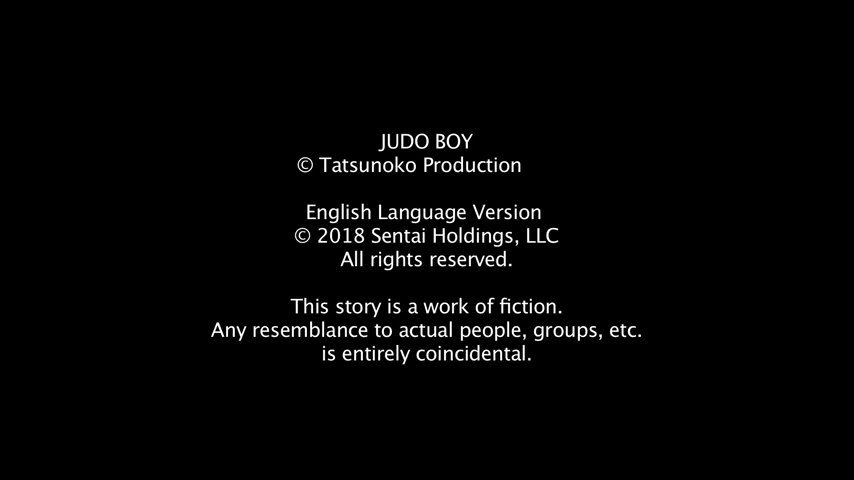 JUDO BOY
© Tatsunoko Production
English Language Version
© 2018 Sentai Holdings, LLC
All rights reserved.
This story is a work of fiction.
Any resemblance to actual people, groups, etc.
is entirely coincidental.